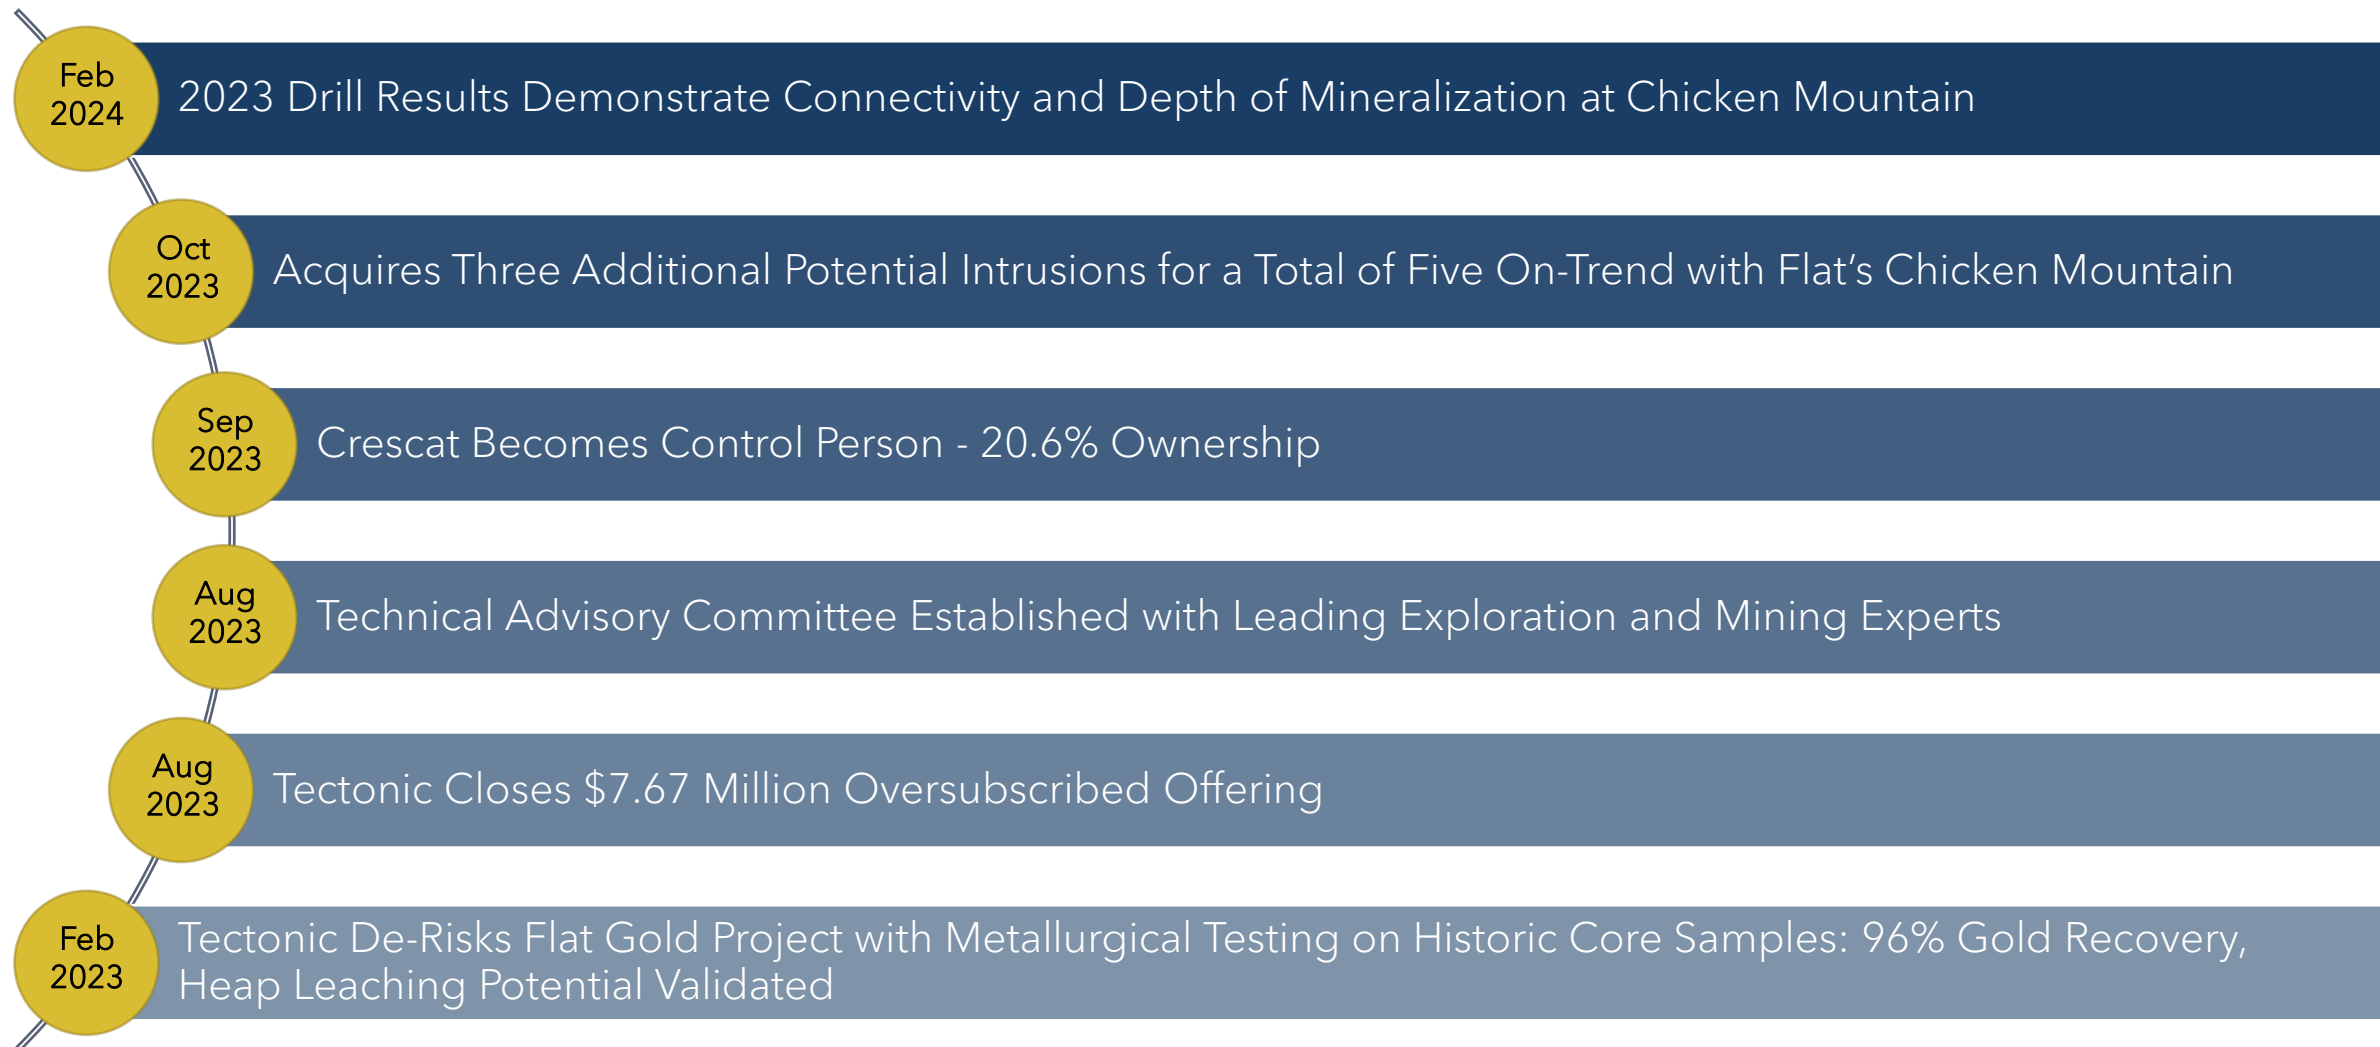 Feb
2024
2023 Drill Results Demonstrate Connectivity and Depth of Mineralization at Chicken Mountain
Oct
2023
Acquires Three Additional Potential Intrusions for a Total of Five On-Trend with Flat’s Chicken Mountain
Sep
2023
Crescat Becomes Control Person - 20.6% Ownership
Aug
2023
Technical Advisory Committee Established with Leading Exploration and Mining Experts
Aug
2023
Tectonic Closes $7.67 Million Oversubscribed Offering
Feb
2023
Tectonic De-Risks Flat Gold Project with Metallurgical Testing on Historic Core Samples: 96% Gold Recovery,
Heap Leaching Potential Validated